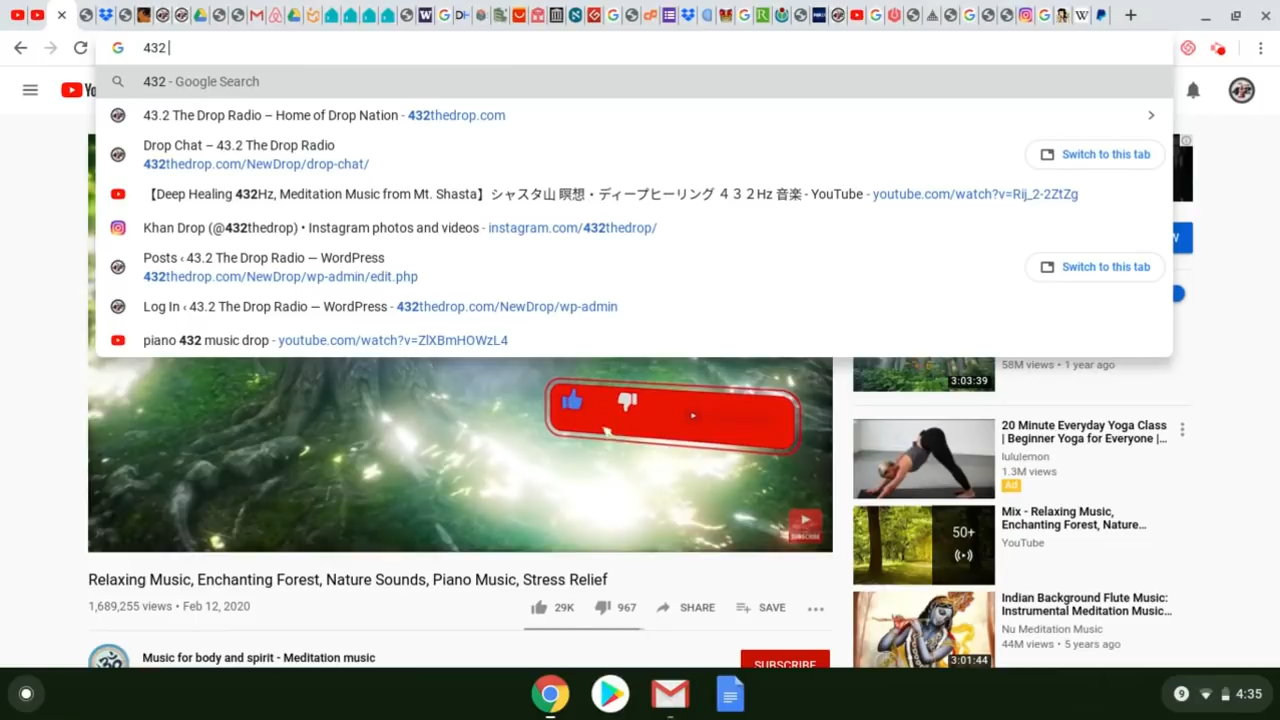 432
432 - Google Search
43.2 The Drop Radio – Home of Drop Nation - 432thedrop.com
Drop Chat – 43.2 The Drop Radio
432thedrop.com/NewDrop/drop-chat/
Switch to this tab
【Deep Healing 432Hz, Meditation Music from Mt. Shasta】シャスタ山 瞑想・ディープヒーリング ４３２Hz 音楽 - YouTube - youtube.com/watch?v=Rij_2-2ZtZg
Khan Drop (@432thedrop) • Instagram photos and videos - instagram.com/432thedrop/
Posts ‹ 43.2 The Drop Radio — WordPress
432thedrop.com/NewDrop/wp-admin/edit.php
Switch to this tab
Log In ‹ 43.2 The Drop Radio — WordPress - 432thedrop.com/NewDrop/wp-admin
piano 432 music drop - youtube.com/watch?v=ZlXBmHOWzL4
58M views • 1 year ago
3:03:39
20 Minute Everyday Yoga Class
| Beginner Yoga for Everyone |...
lululemon
1.3M views
Ad
Mix - Relaxing Music,
Enchanting Forest, Nature...
YouTube
50+
SUBSCRIBE
Relaxing Music, Enchanting Forest, Nature Sounds, Piano Music, Stress Relief
1,689,255 views • Feb 12, 2020
29K 967 SHARE SAVE
Indian Background Flute Music:
Instrumental Meditation Music...
Nu Meditation Music
44M views • 5 years ago
3:01:44
Music for body and spirit - Meditation music
SUBSCRIBE
9 4:35